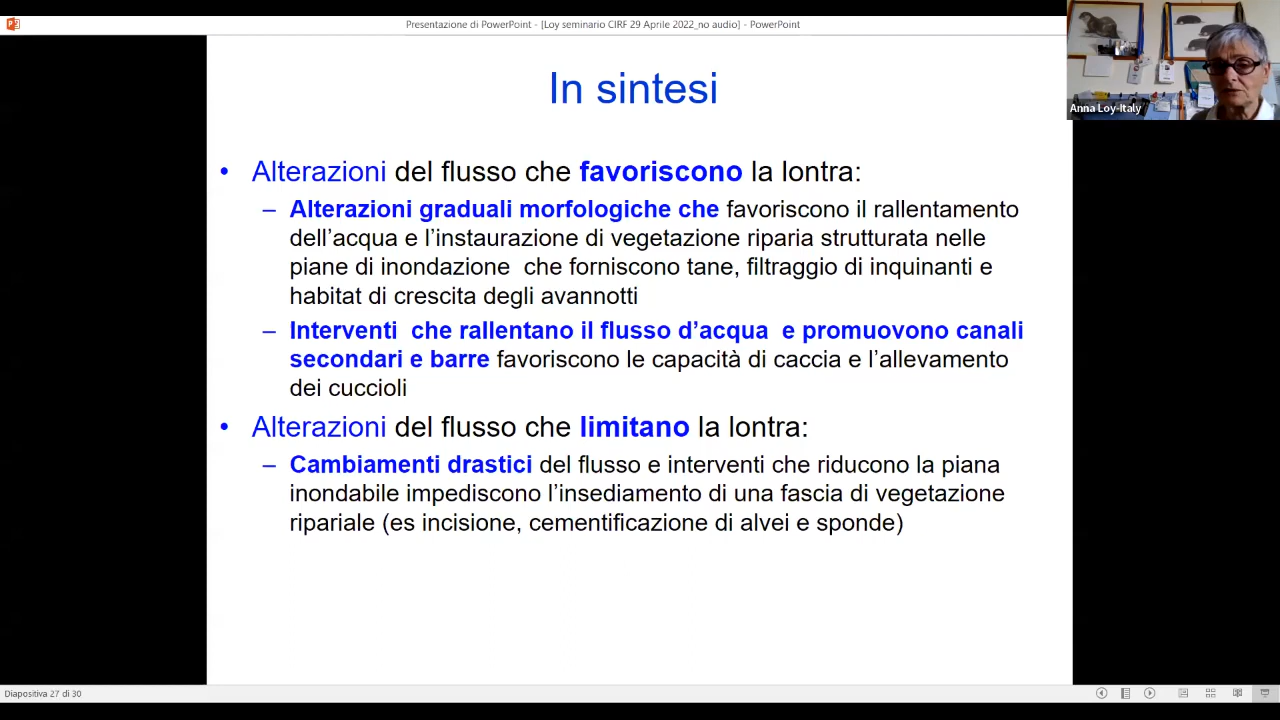 Presentazione di PowerPoint - [Loy seminario CIRF 29 Aprile 2022_no audio] - PowerPoint
Anna Loy-Italy
In sintesi
• Alterazioni del flusso che favoriscono la lontra:
– Alterazioni graduali morfologiche che favoriscono il rallentamento
dell’acqua e l’instaurazione di vegetazione riparia strutturata nelle
piane di inondazione che forniscono tane, filtraggio di inquinanti e
habitat di crescita degli avannotti
– Interventi che rallentano il flusso d’acqua e promuovono canali
secondari e barre favoriscono le capacità di caccia e l’allevamento
dei cuccioli
• Alterazioni del flusso che limitano la lontra:
– Cambiamenti drastici del flusso e interventi che riducono la piana
inondabile impediscono l’insediamento di una fascia di vegetazione
ripariale (es incisione, cementificazione di alvei e sponde)
Diapositiva 27 di 30